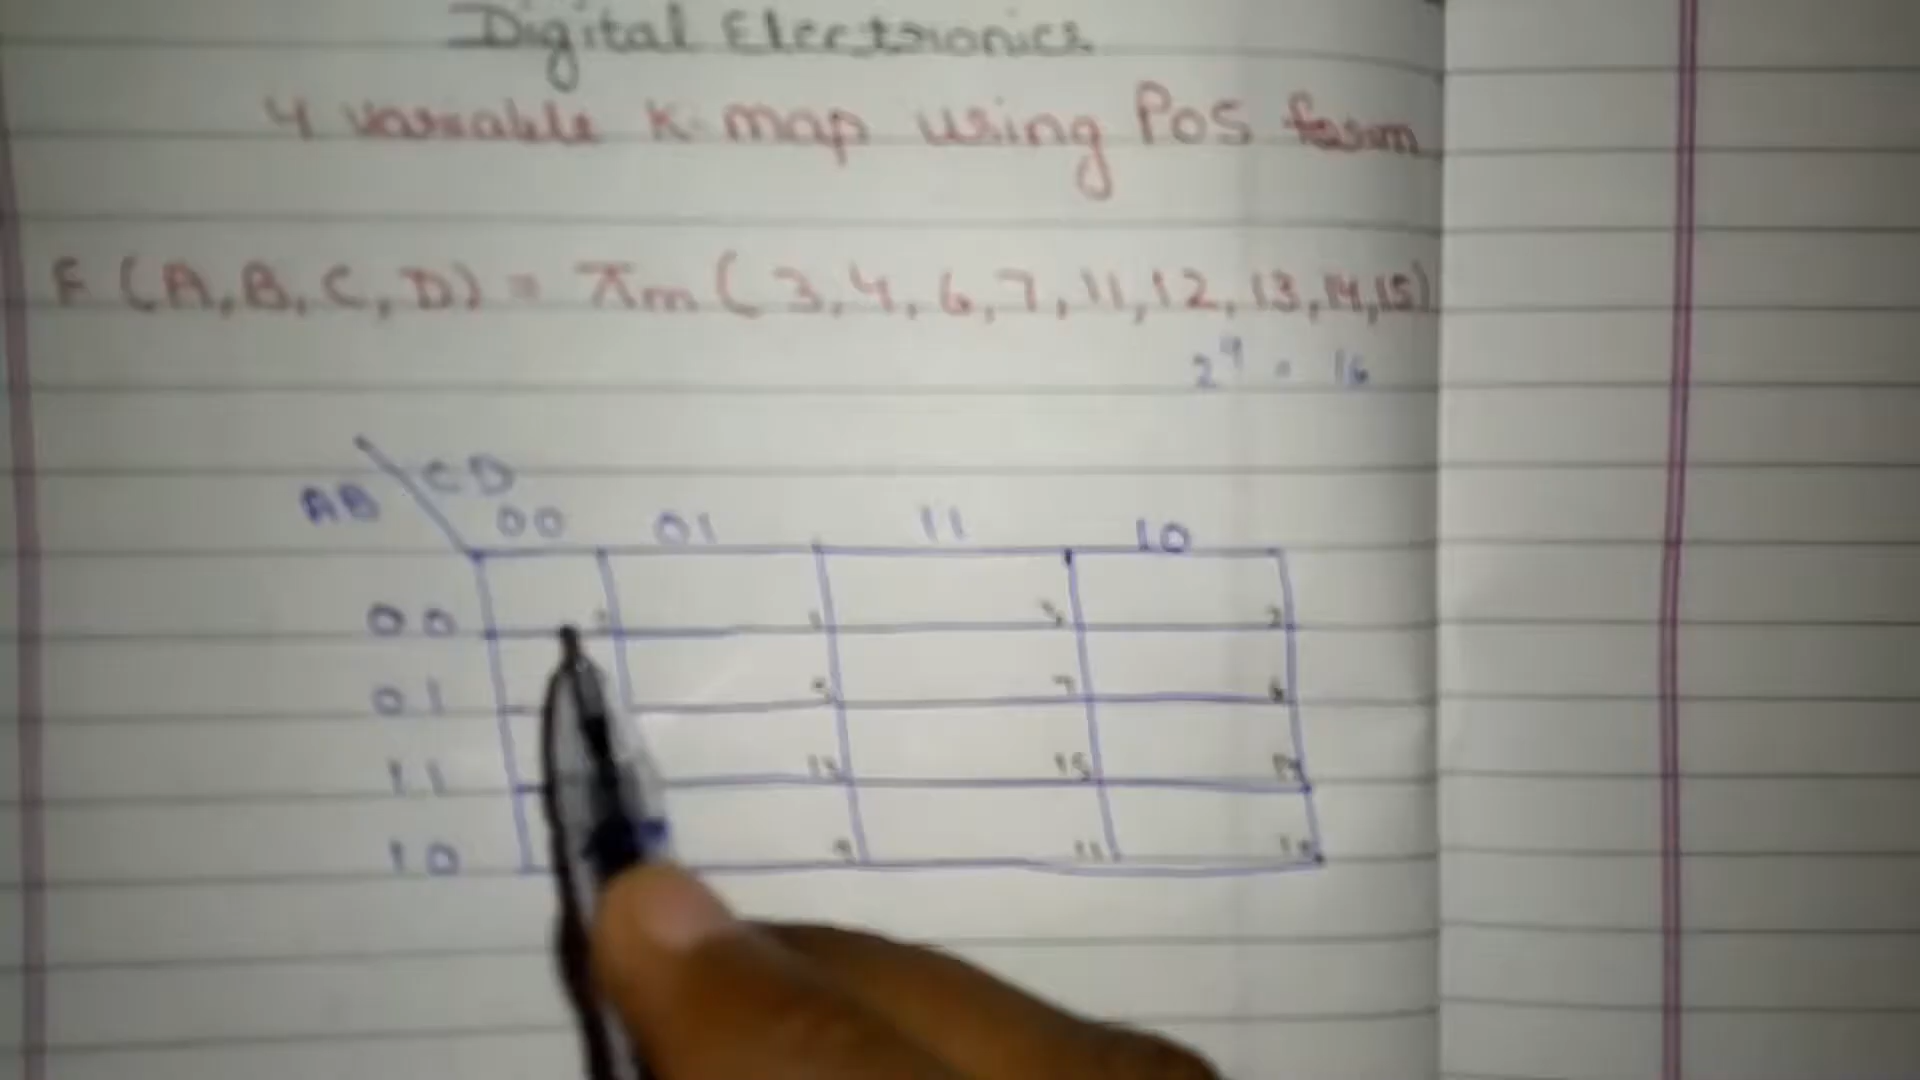 Digital Electronics
4 variable K-map using POS form
F (A, B, C, D) = πm ( 3, 4, 6, 7, 11, 12, 13, 14, 15)
2⁴ = 16
AB CD
00 01 11 10
00 1 3 2
01 5 7 6
11 13 15 14
10 9 11 10